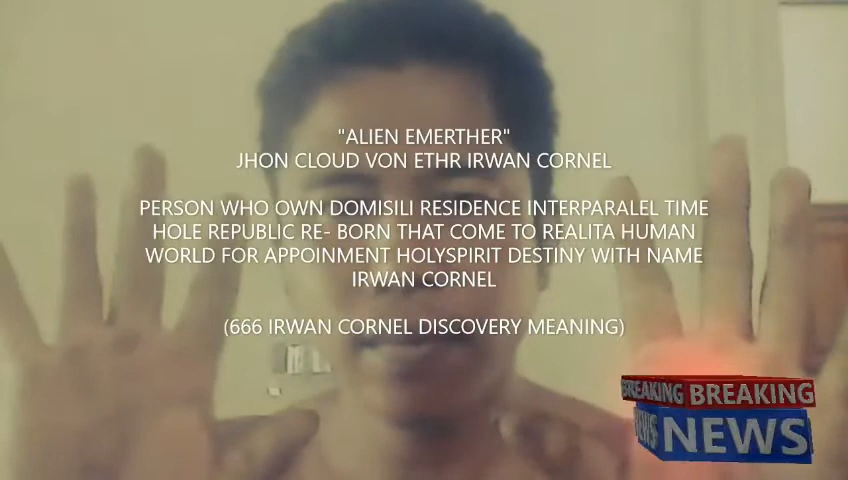 "ALIEN EMERTHER"
JHON CLOUD VON ETHR IRWAN CORNEL
PERSON WHO OWN DOMISILI RESIDENCE INTERPARALEL TIME
HOLE REPUBLIC RE- BORN THAT COME TO REALITA HUMAN
WORLD FOR APPOINMENT HOLYSPIRIT DESTINY WITH NAME
IRWAN CORNEL
(666 IRWAN CORNEL DISCOVERY MEANING)
BREAKING BREAKING
NEWS NEWS